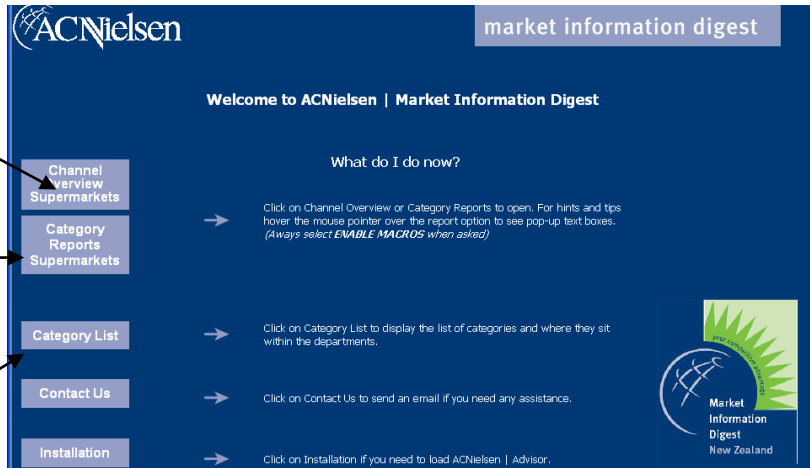 ACNielsen
market information digest
Welcome to ACNielsen | Market Information Digest
What do I do now?
Channel
Overview
Supermarkets
Click on Channel Overview or Category Reports to open. For hints and tips
hover the mouse pointer over the report option to see pop-up text boxes.
(Aways select ENABLE MACROS when asked)
Category
Reports
Supermarkets
Category List
Click on Category List to display the list of categories and where they sit
within the departments.
Contact Us
Click on Contact Us to send an email if you need any assistance.
Installation
Click on Installation if you need to load ACNielsen | Advisor.
your competitive advantage
Market
Information
Digest
New Zealand